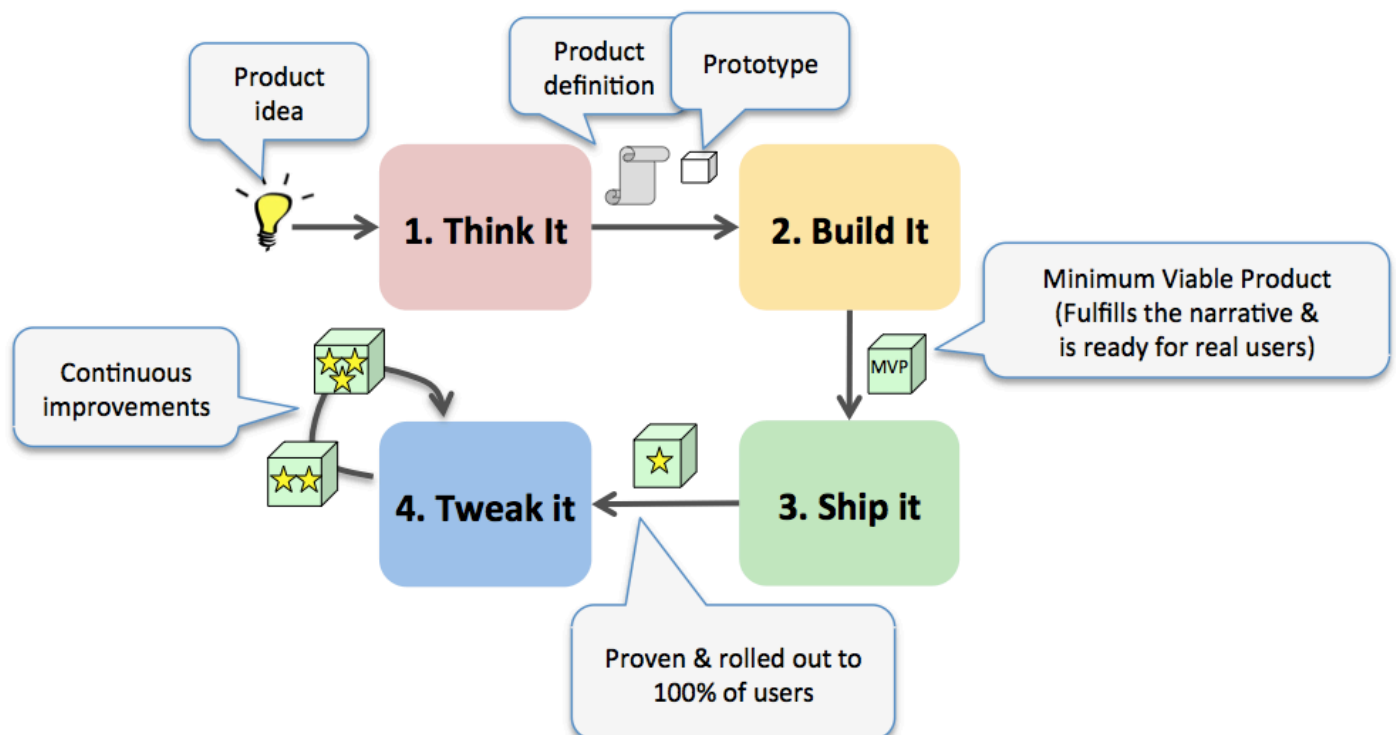 Product
idea
Product
definition
Prototype
1. Think It
2. Build It
Minimum Viable Product
(Fulfills the narrative &
is ready for real users)
MVP
Continuous
improvements
4. Tweak it
3. Ship it
Proven & rolled out to
100% of users